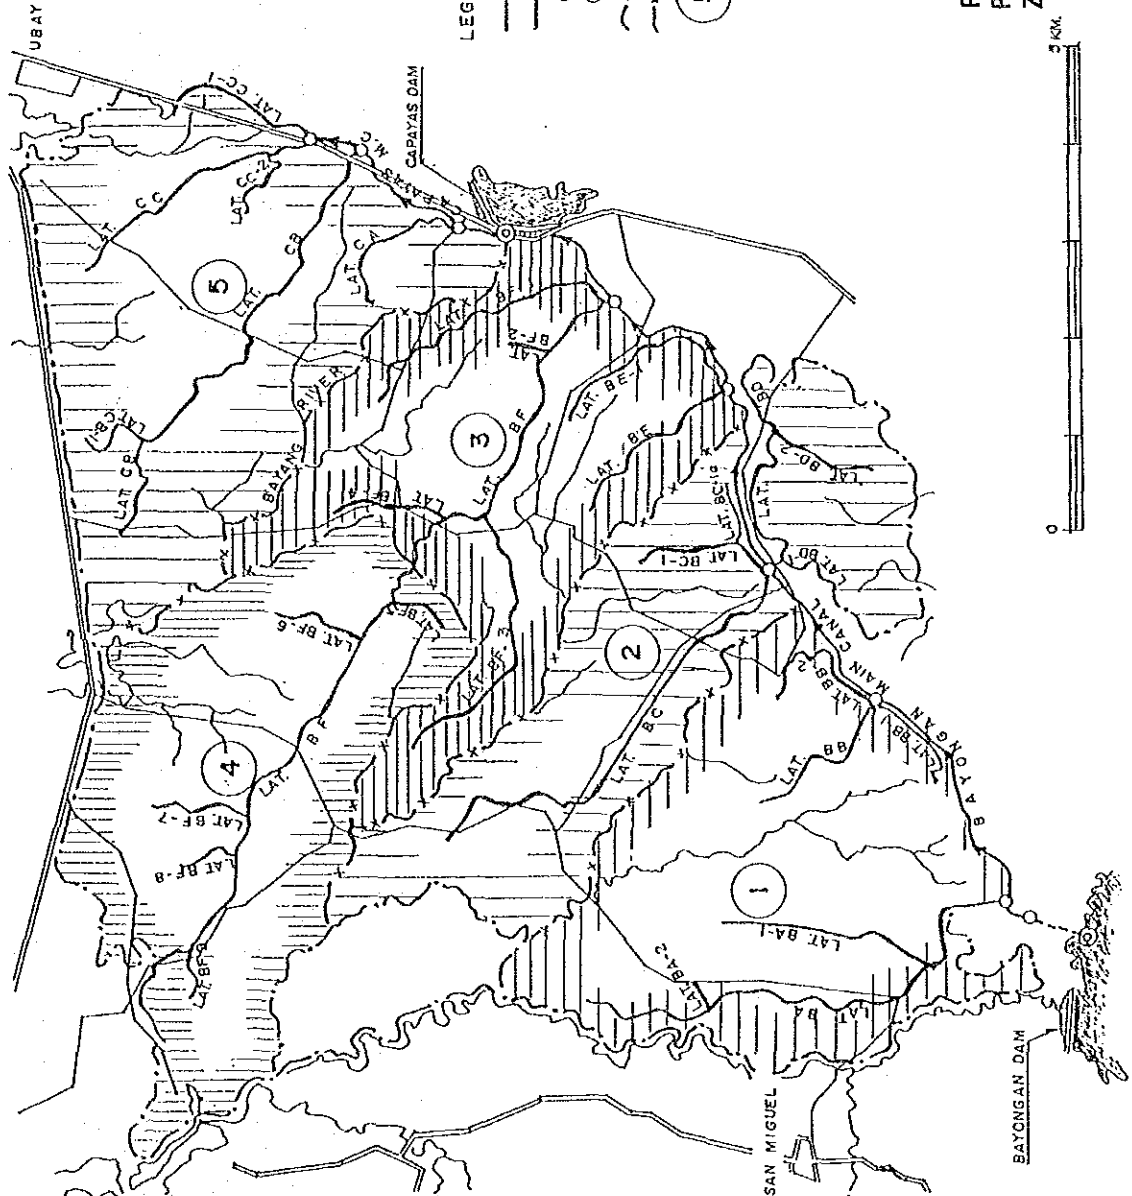 UBAY
LEG
CAPAYAS DAM
LAT. CC-1
CAPAYAS M.C.
LAT. CC
LAT. CC-2
LAT. CB
LAT. CA
5
LAT. CB-1
LAT. CB
BAYANG RIVER
LAT. BF-2
LAT. BF
3
LAT. BE-1
LAT. BE
LAT. BF-4
LAT. BD
LAT. BD-2
LAT. BD-1
LAT. BC-1a
LAT. BC-1
2
LAT. BC
LAT. BF-3
LAT. BF-5
LAT. BF-6
LAT. BF
4
LAT. BF-7
LAT. BF-8
LAT. BF-9
LAT. BB-2
LAT. BB
LAT. BB-1
BAYONGAN MAIN CANAL
1
LAT. BA-1
LAT. BA-2
LAT. BA
SAN MIGUEL
BAYONGAN DAM
0
5 KM.